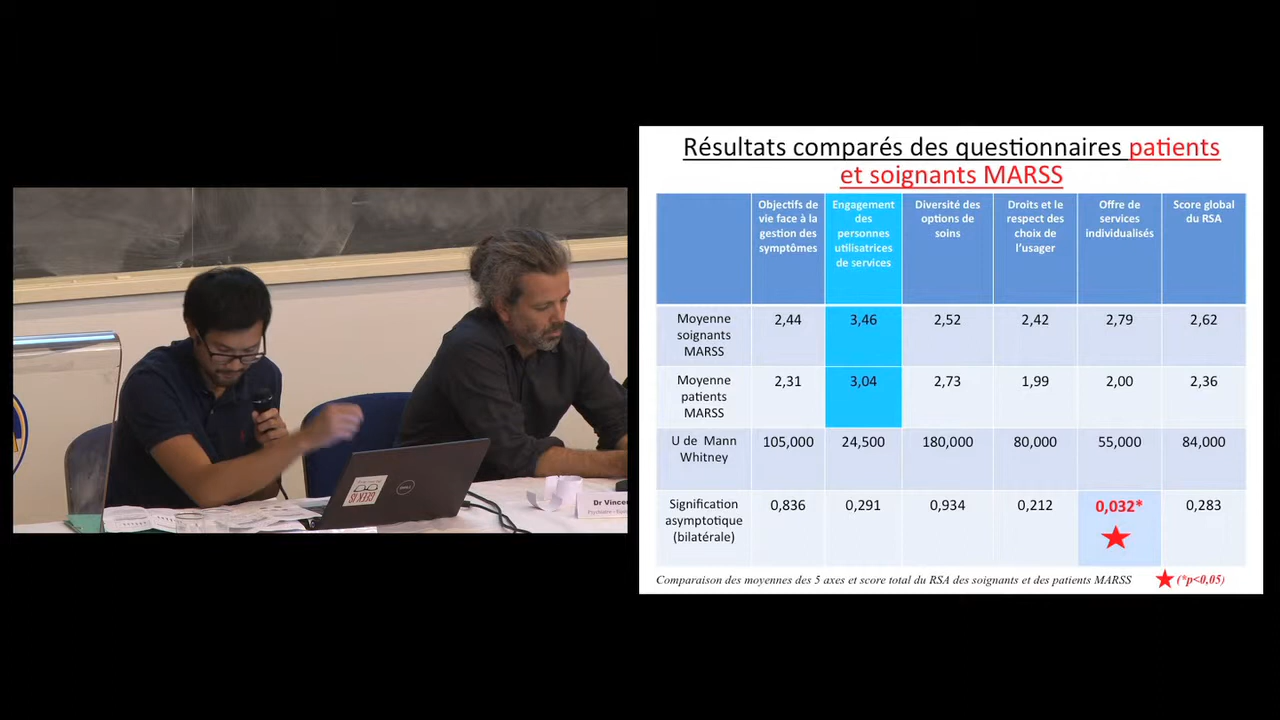 Résultats comparés des questionnaires patients
et soignants MARSS
Objectifs de
vie face à la
gestion des
symptômes
Engagement
des
personnes
utilisatrices
de services
Diversité des
options de
soins
Droits et le
respect des
choix de
l'usager
Offre de
services
individualisés
Score global
du RSA
Moyenne
soignants
MARSS
2,44
3,46
2,52
2,42
2,79
2,62
Moyenne
patients
MARSS
2,31
3,04
2,73
1,99
2,00
2,36
U de Mann
Whitney
105,000
24,500
180,000
80,000
55,000
84,000
Signification
asymptotique
(bilatérale)
0,836
0,291
0,934
0,212
0,032*
0,283
Comparaison des moyennes des 5 axes et score total du RSA des soignants et des patients MARSS
(*p<0,05)
GEEK IS
DELL
Dr Vincen